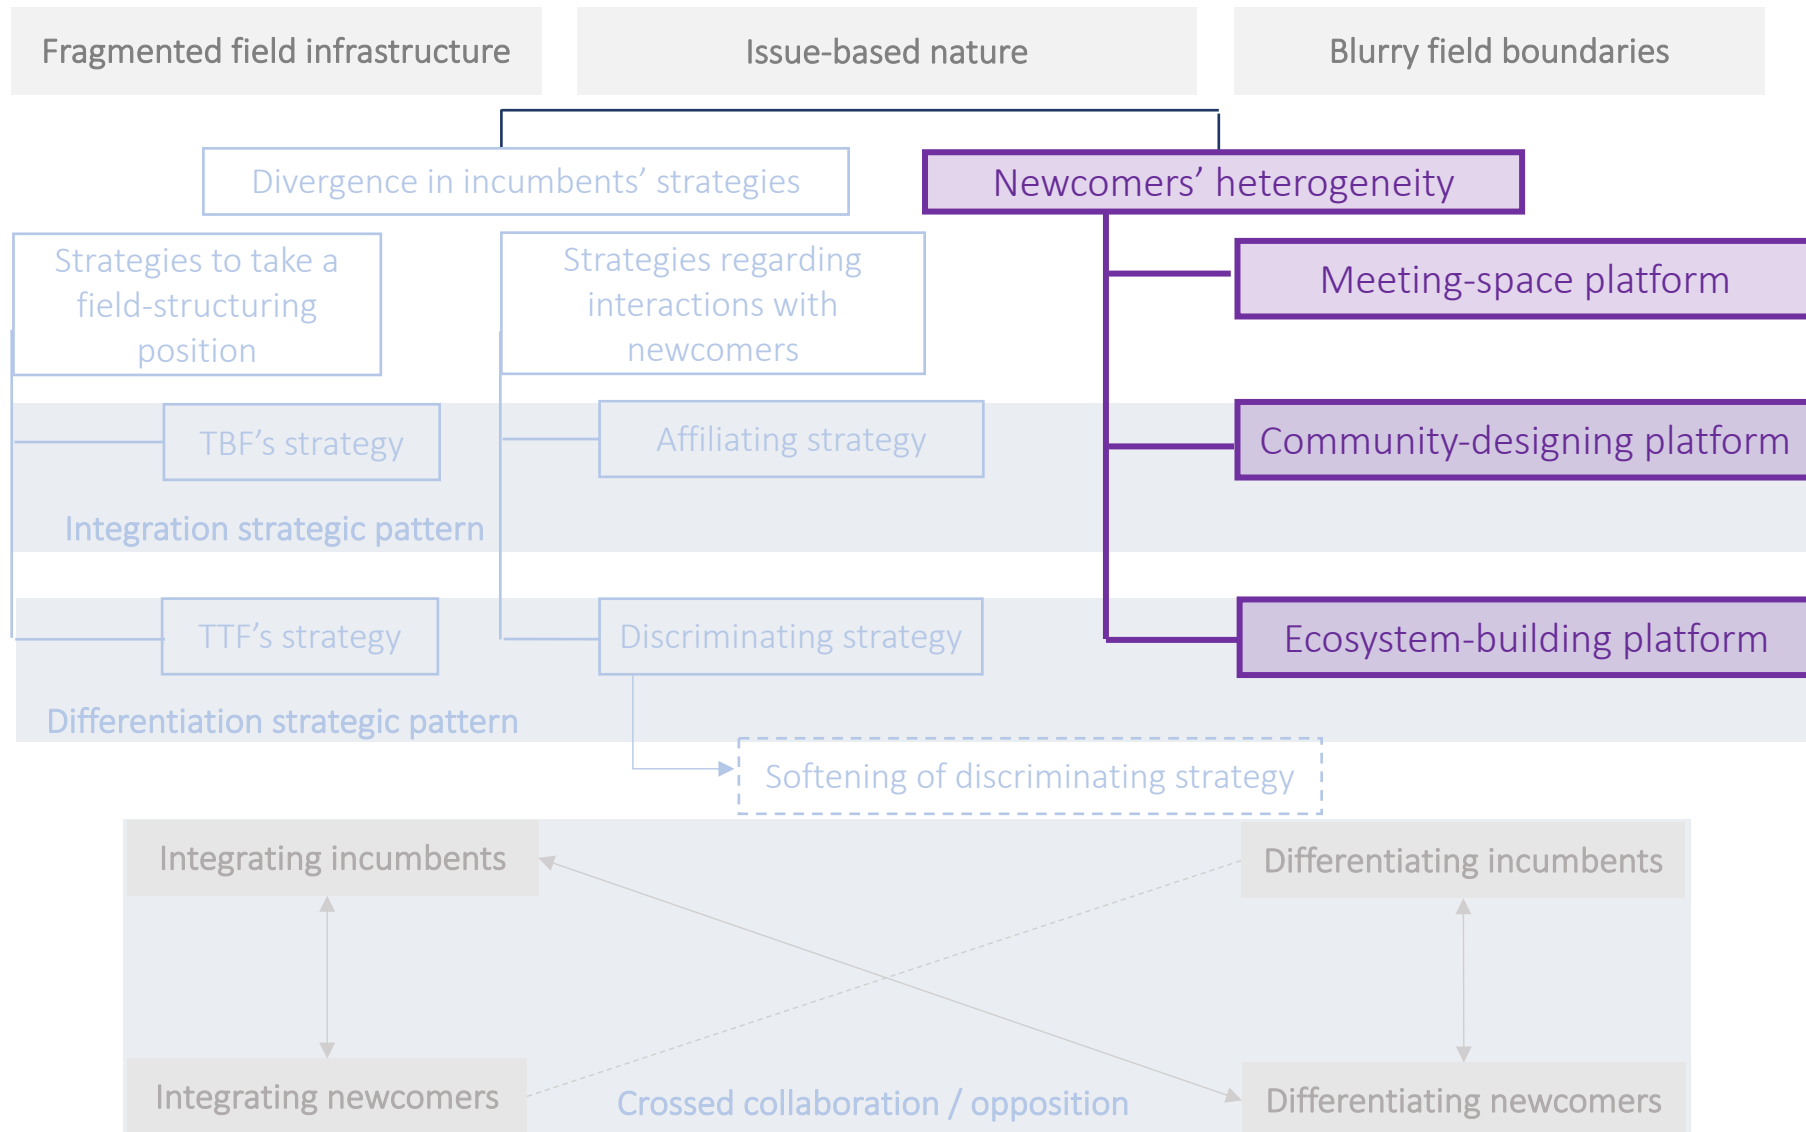 Fragmented field infrastructure
Issue-based nature
Blurry field boundaries
Divergence in incumbents’ strategies
Newcomers’ heterogeneity
Strategies to take a
field-structuring
position
Strategies regarding
interactions with
newcomers
Meeting-space platform
TBF’s strategy
Affiliating strategy
Community-designing platform
Integration strategic pattern
TTF’s strategy
Discriminating strategy
Ecosystem-building platform
Differentiation strategic pattern
Softening of discriminating strategy
Integrating incumbents
Differentiating incumbents
Integrating newcomers
Crossed collaboration / opposition
Differentiating newcomers